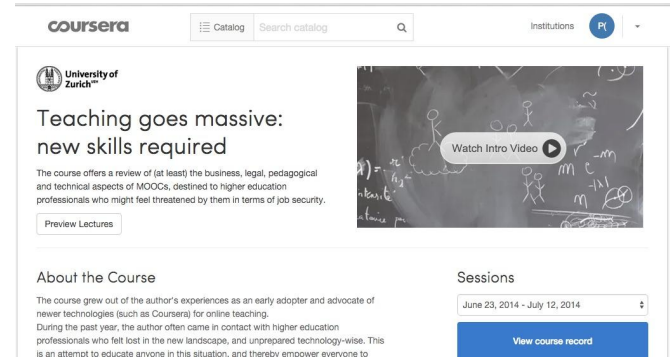 coursera
Catalog
Search catalog
Institutions
P(
University of
Zurich
Teaching goes massive:
new skills required
The course offers a review of (at least) the business, legal, pedagogical
and technical aspects of MOOCs, destined to higher education
professionals who might feel threatened by them in terms of job security.
Preview Lectures
Watch Intro Video
About the Course
The course grew out of the author's experiences as an early adopter and advocate of
newer technologies (such as Coursera) for online teaching.
During the past year, the author often came in contact with higher education
professionals who felt lost in the new landscape, and unprepared technology-wise. This
is an attempt to educate anyone in this situation, and thereby empower everyone to
Sessions
June 23, 2014 - July 12, 2014
View course record